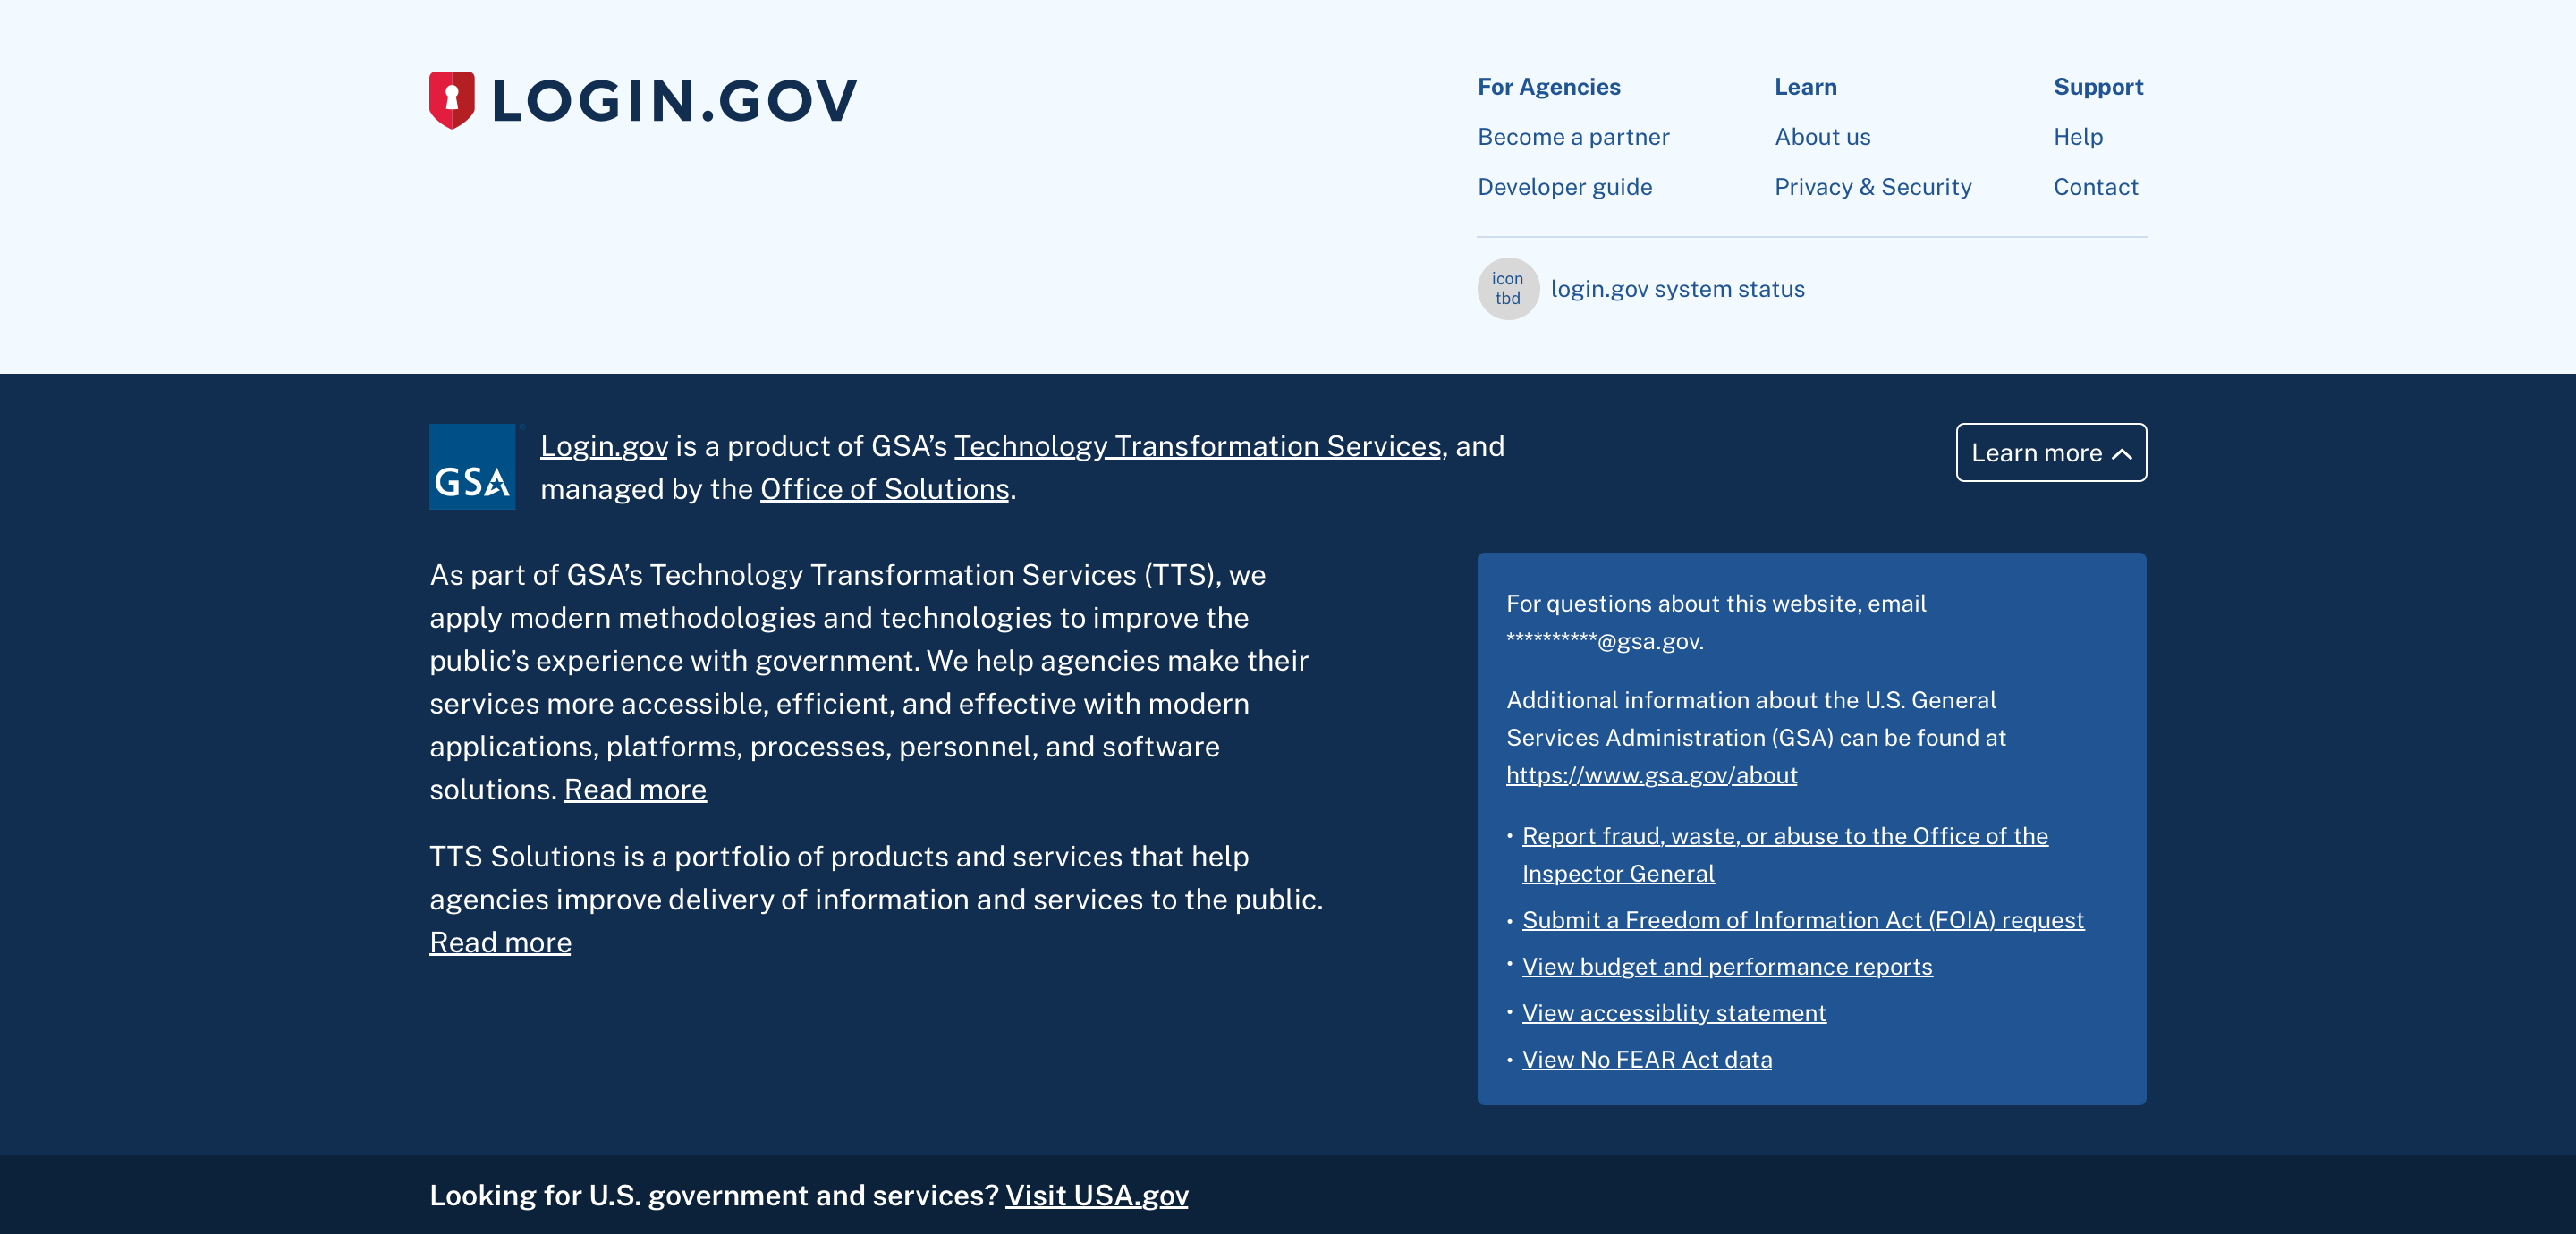 LOGIN.GOV
For Agencies
Become a partner
Developer guide
Learn
About us
Privacy & Security
Support
Help
Contact
icon
tbd
login.gov system status
GSA
Login.gov is a product of GSA’s Technology Transformation Services, and
managed by the Office of Solutions.
Learn more
As part of GSA’s Technology Transformation Services (TTS), we
apply modern methodologies and technologies to improve the
public’s experience with government. We help agencies make their
services more accessible, efficient, and effective with modern
applications, platforms, processes, personnel, and software
solutions. Read more
TTS Solutions is a portfolio of products and services that help
agencies improve delivery of information and services to the public.
Read more
For questions about this website, email
**********@gsa.gov.
Additional information about the U.S. General
Services Administration (GSA) can be found at
https://www.gsa.gov/about
• Report fraud, waste, or abuse to the Office of the
Inspector General
• Submit a Freedom of Information Act (FOIA) request
• View budget and performance reports
• View accessiblity statement
• View No FEAR Act data
Looking for U.S. government and services? Visit USA.gov